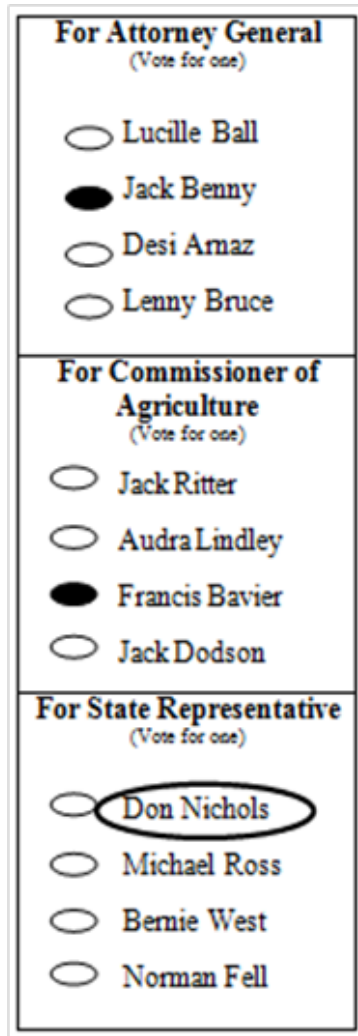 For Attorney General
(Vote for one)
Lucille Ball
Jack Benny
Desi Arnaz
Lenny Bruce
For Commissioner of
Agriculture
(Vote for one)
Jack Ritter
Audra Lindley
Francis Bavier
Jack Dodson
For State Representative
(Vote for one)
Don Nichols
Michael Ross
Bernie West
Norman Fell